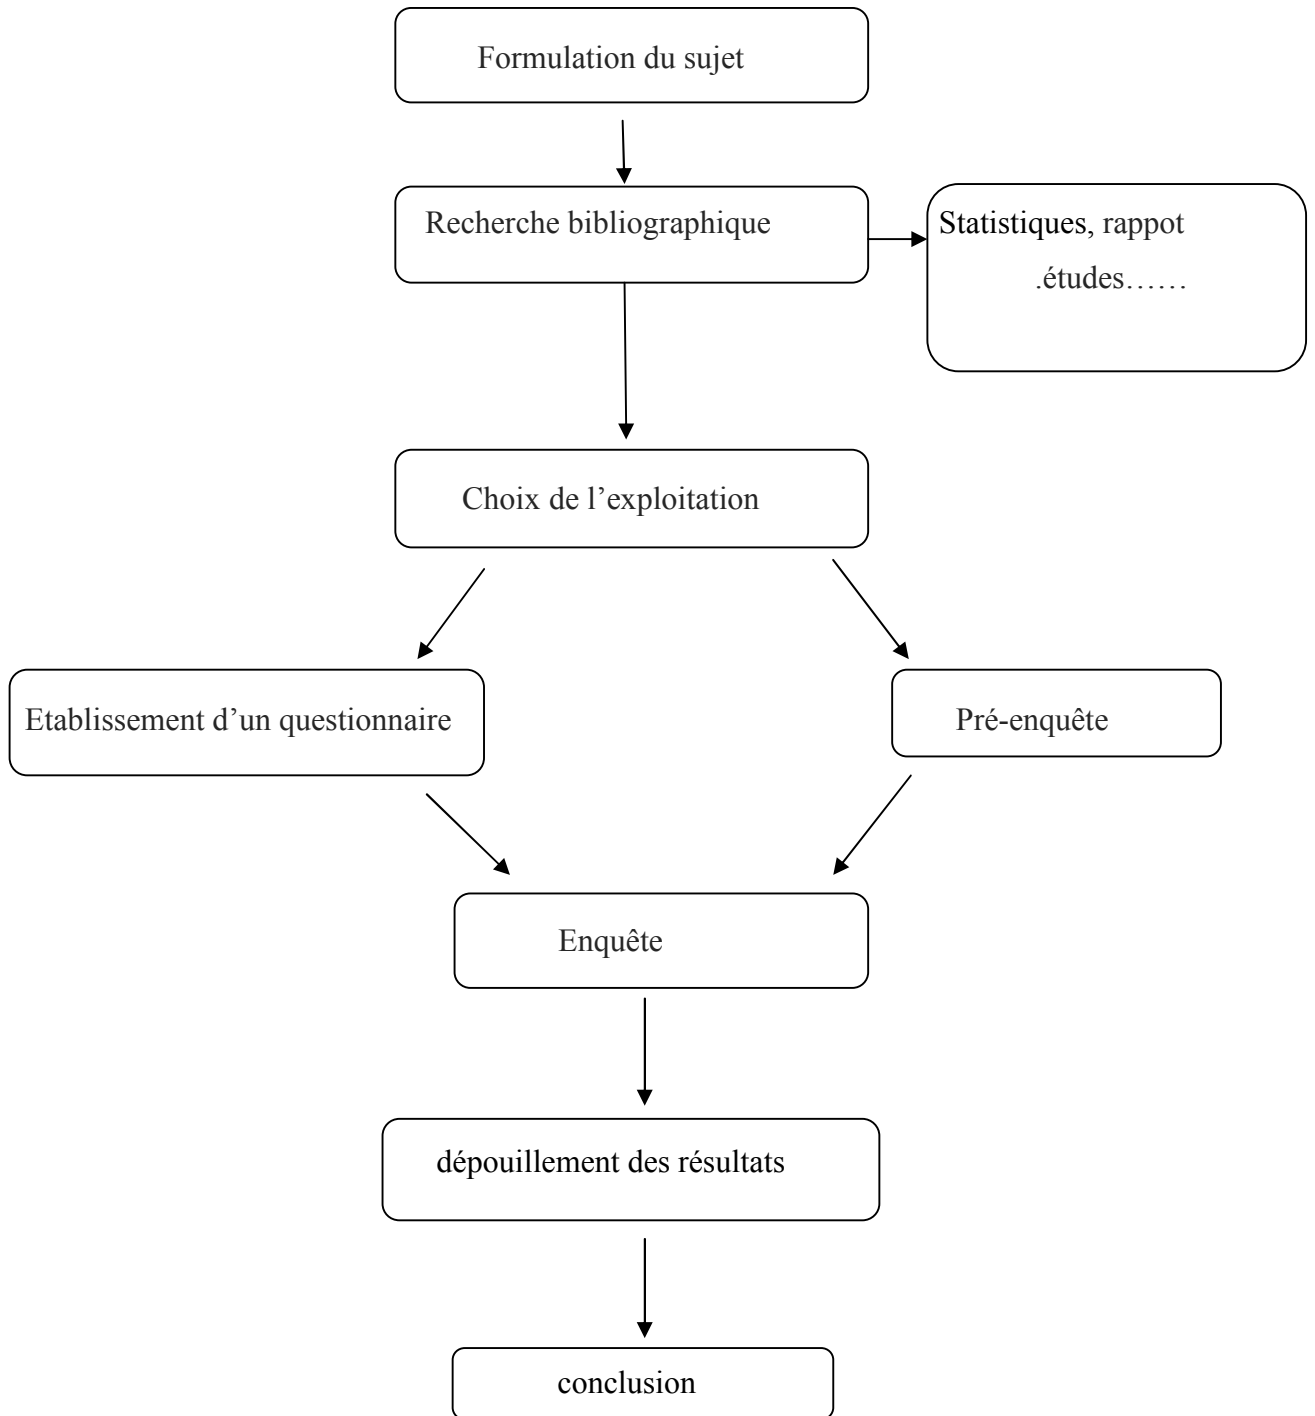 Formulation du sujet
Recherche bibliographique
Statistiques, rappot
.études……
Choix de l’exploitation
Etablissement d’un questionnaire
Pré-enquête
Enquête
dépouillement des résultats
conclusion